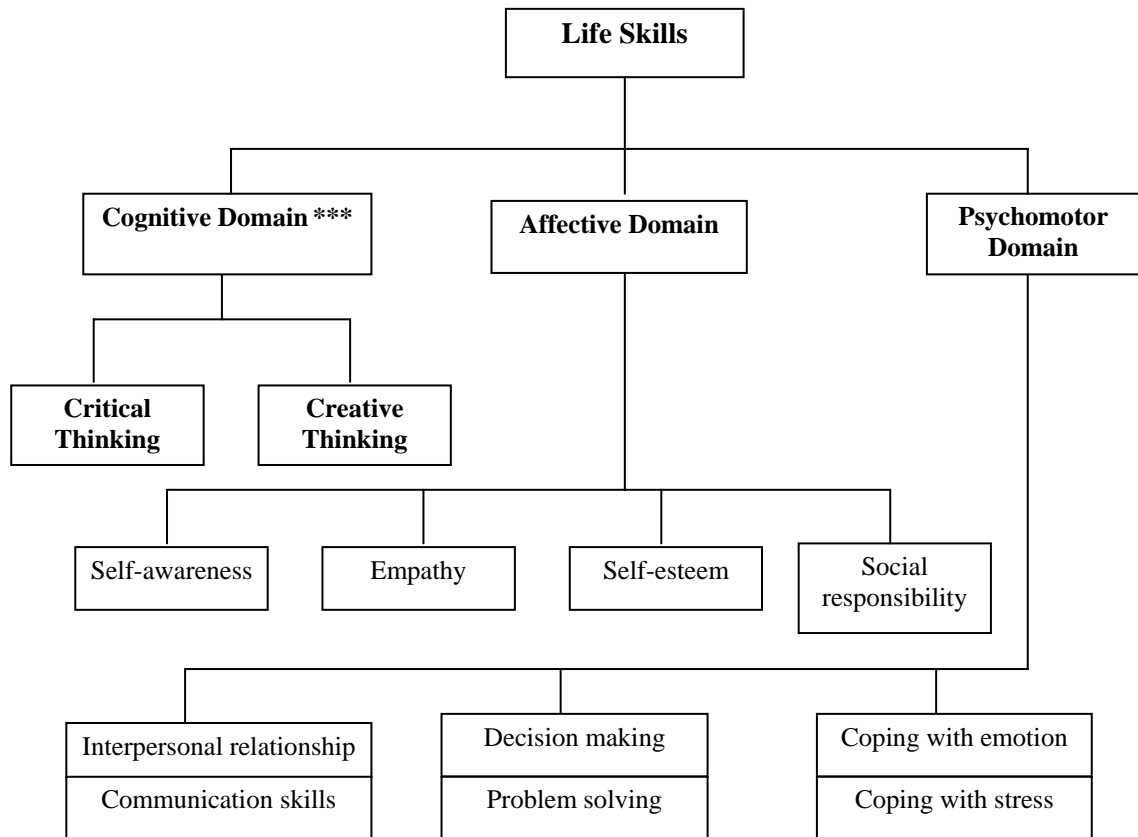 Life Skills
Cognitive Domain ***
Affective Domain
Psychomotor
Domain
Critical
Thinking
Creative
Thinking
Self-awareness
Empathy
Self-esteem
Social
responsibility
Interpersonal relationship
Communication skills
Decision making
Problem solving
Coping with emotion
Coping with stress